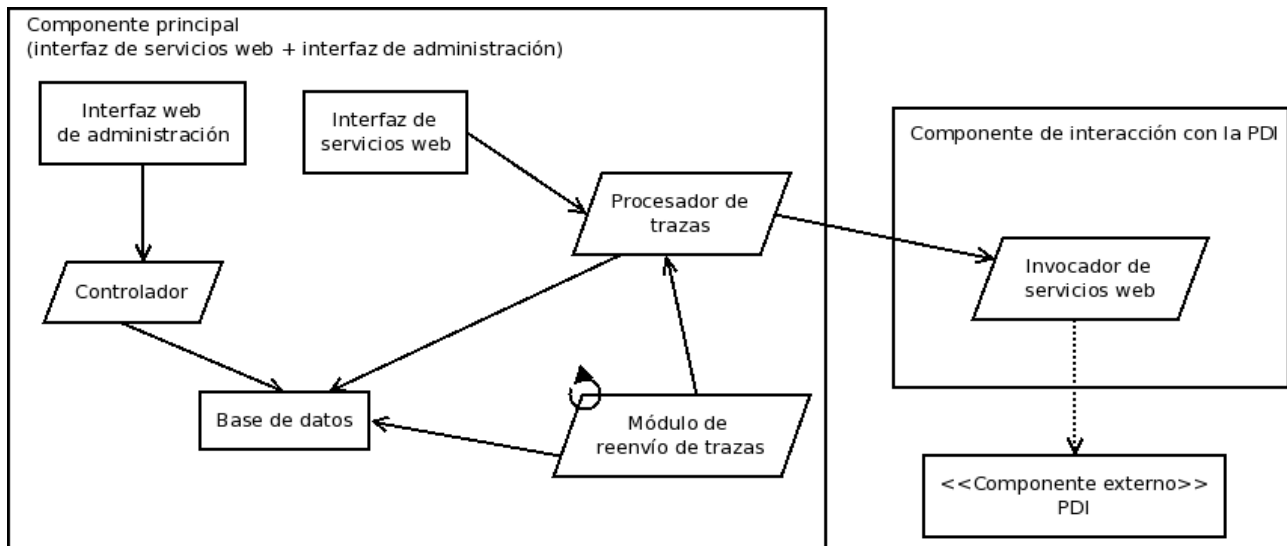 Componente principal
(interfaz de servicios web + interfaz de administración)
Interfaz web
de administración
Interfaz de
servicios web
Componente de interacción con la PDI
Procesador de
trazas
Invocador de
servicios web
Controlador
Base de datos
Módulo de
reenvío de trazas
<<Componente externo>>
PDI